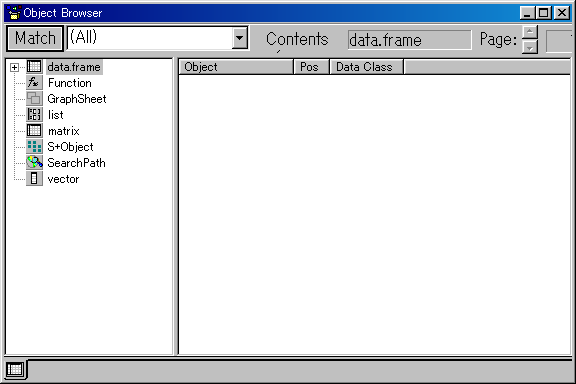 Object Browser
Match (All) Contents data.frame Page:
Object Pos Data Class
data.frame
Function
GraphSheet
list
matrix
S+Object
SearchPath
vector